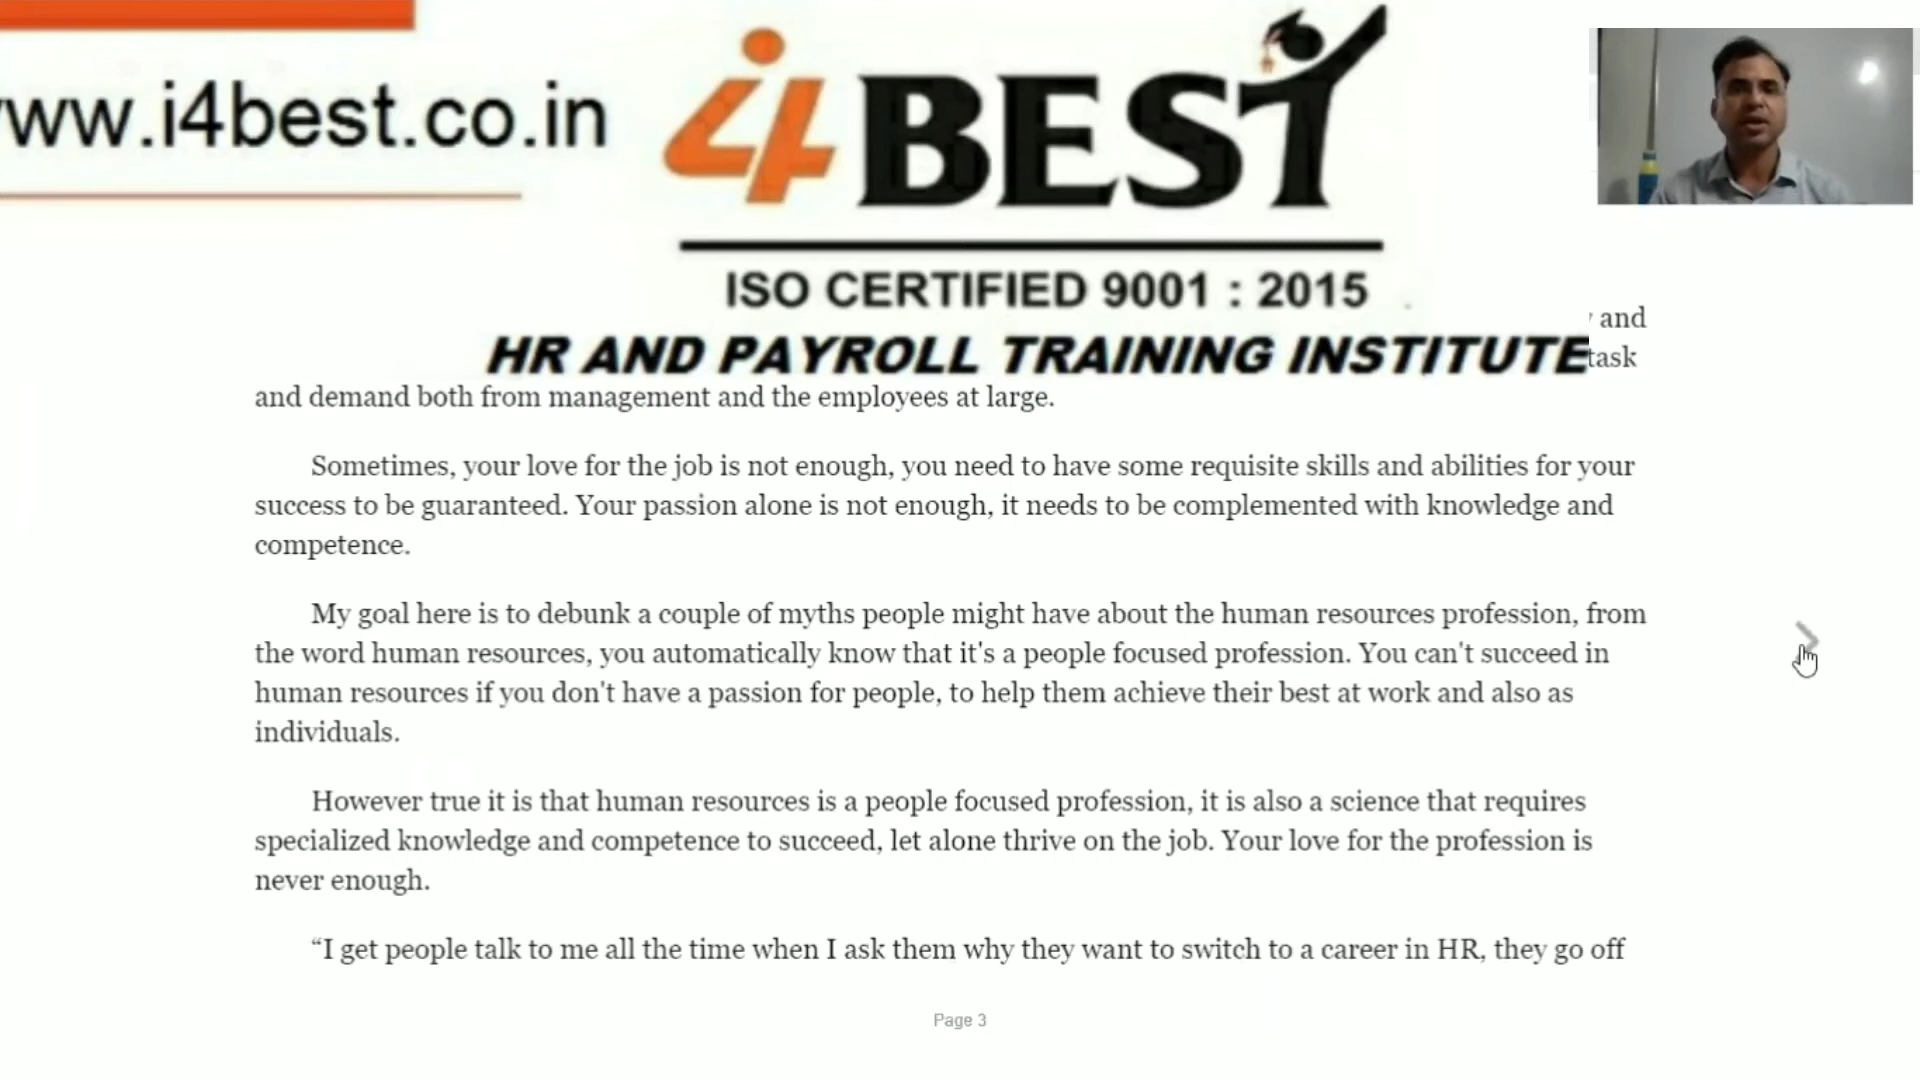 www.i4best.co.in
i4BEST
ISO CERTIFIED 9001 : 2015
and
HR AND PAYROLL TRAINING INSTITUTE
task
and demand both from management and the employees at large.
Sometimes, your love for the job is not enough, you need to have some requisite skills and abilities for your
success to be guaranteed. Your passion alone is not enough, it needs to be complemented with knowledge and
competence.
My goal here is to debunk a couple of myths people might have about the human resources profession, from
the word human resources, you automatically know that it's a people focused profession. You can't succeed in
human resources if you don't have a passion for people, to help them achieve their best at work and also as
individuals.
However true it is that human resources is a people focused profession, it is also a science that requires
specialized knowledge and competence to succeed, let alone thrive on the job. Your love for the profession is
never enough.
“I get people talk to me all the time when I ask them why they want to switch to a career in HR, they go off
Page 3